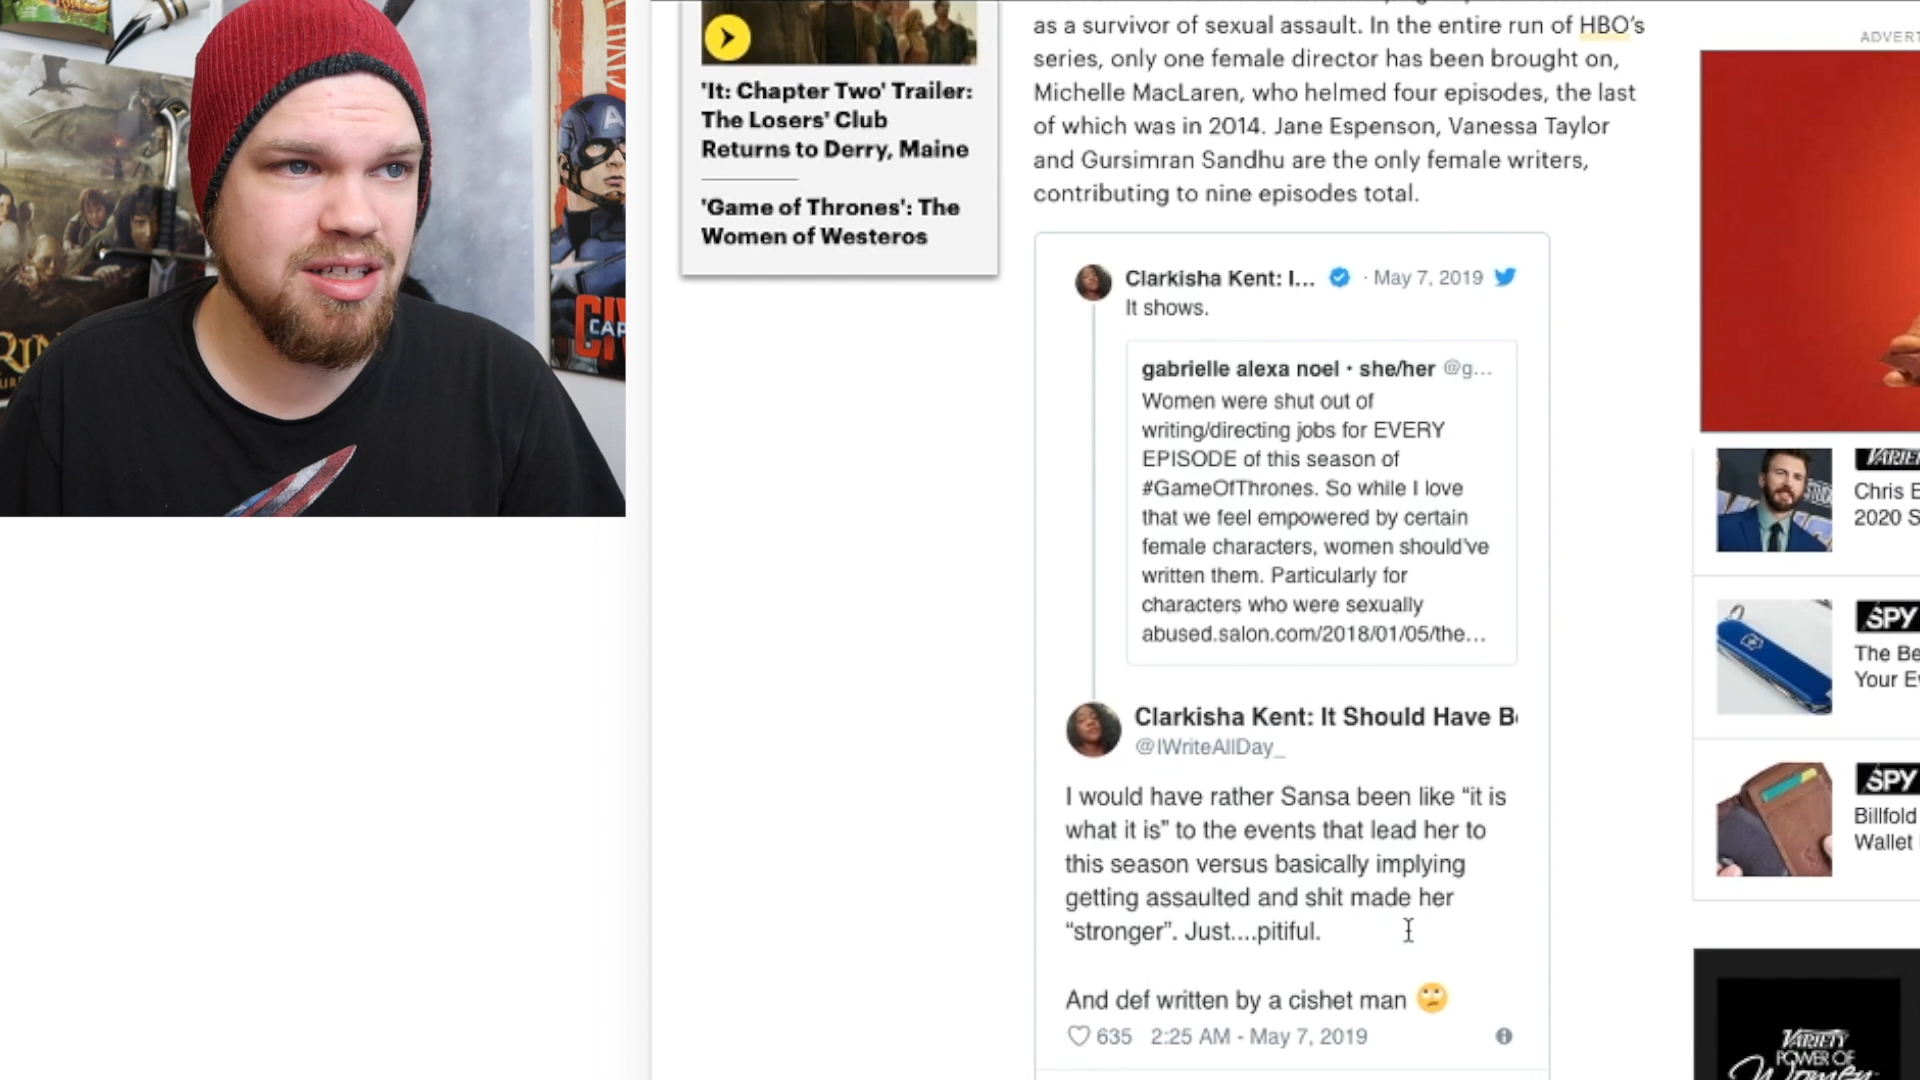 RIN
A
CAP
CI
'It: Chapter Two' Trailer:
The Losers' Club
Returns to Derry, Maine
'Game of Thrones': The
Women of Westeros
as a survivor of sexual assault. In the entire run of HBO's
series, only one female director has been brought on,
Michelle MacLaren, who helmed four episodes, the last
of which was in 2014. Jane Espenson, Vanessa Taylor
and Gursimran Sandhu are the only female writers,
contributing to nine episodes total.
Clarkisha Kent: I... · May 7, 2019
It shows.
gabrielle alexa noel · she/her @g...
Women were shut out of
writing/directing jobs for EVERY
EPISODE of this season of
#GameOfThrones. So while I love
that we feel empowered by certain
female characters, women should've
written them. Particularly for
characters who were sexually
abused.salon.com/2018/01/05/the...
Clarkisha Kent: It Should Have B
@IWriteAllDay_
I would have rather Sansa been like “it is
what it is” to the events that lead her to
this season versus basically implying
getting assaulted and shit made her
“stronger”. Just....pitiful.
And def written by a cishet man 🙄
635 2:25 AM - May 7, 2019
ADVERT
VARIE
Chris E
2020 S
SPY
The Be
Your E
SPY
Billfold
Wallet
VARIETY
POWER OF
Women